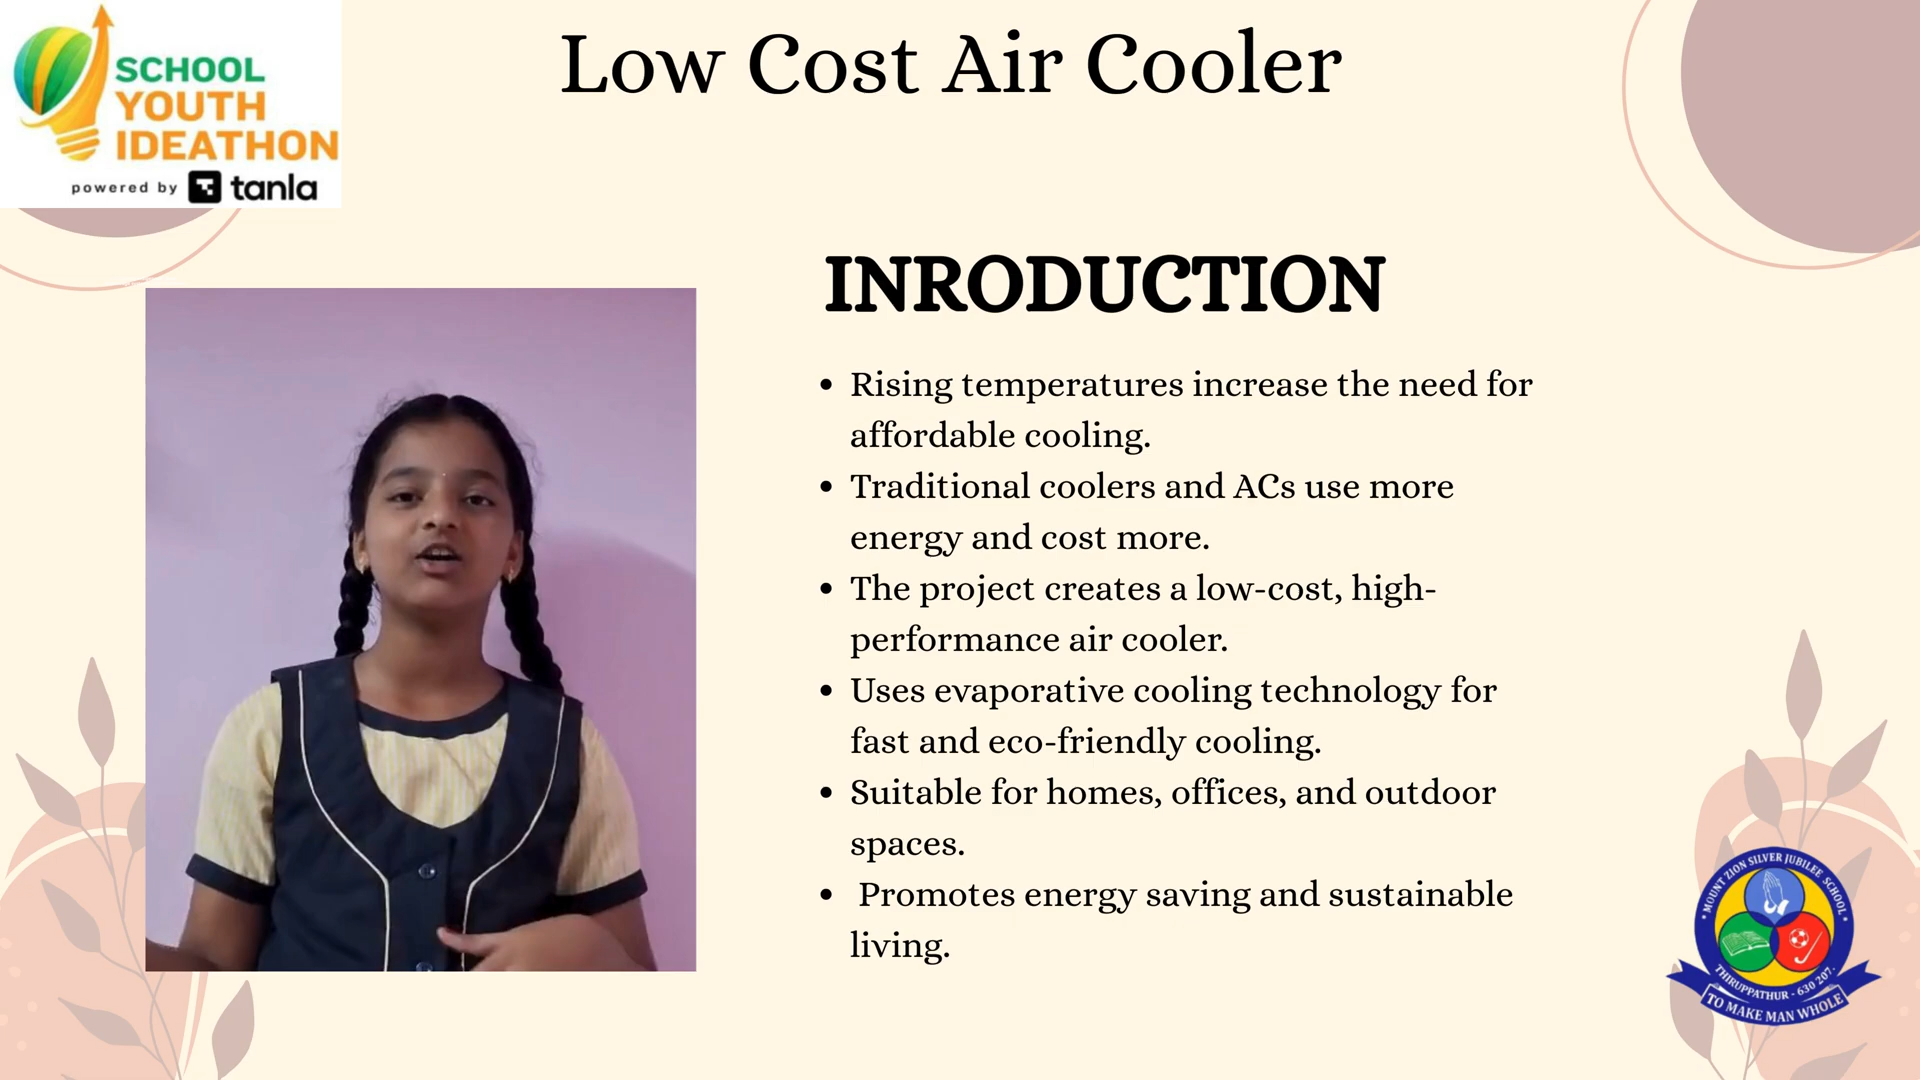 SCHOOL
YOUTH
IDEATHON
powered by tanla
Low Cost Air Cooler
INRODUCTION
• Rising temperatures increase the need for
affordable cooling.
• Traditional coolers and ACs use more
energy and cost more.
• The project creates a low-cost, high-
performance air cooler.
• Uses evaporative cooling technology for
fast and eco-friendly cooling.
• Suitable for homes, offices, and outdoor
spaces.
• Promotes energy saving and sustainable
living.
• MOUNT ZION SILVER JUBILEE SCHOOL •
THIRUPPATHUR - 630 207.
TO MAKE MAN WHOLE